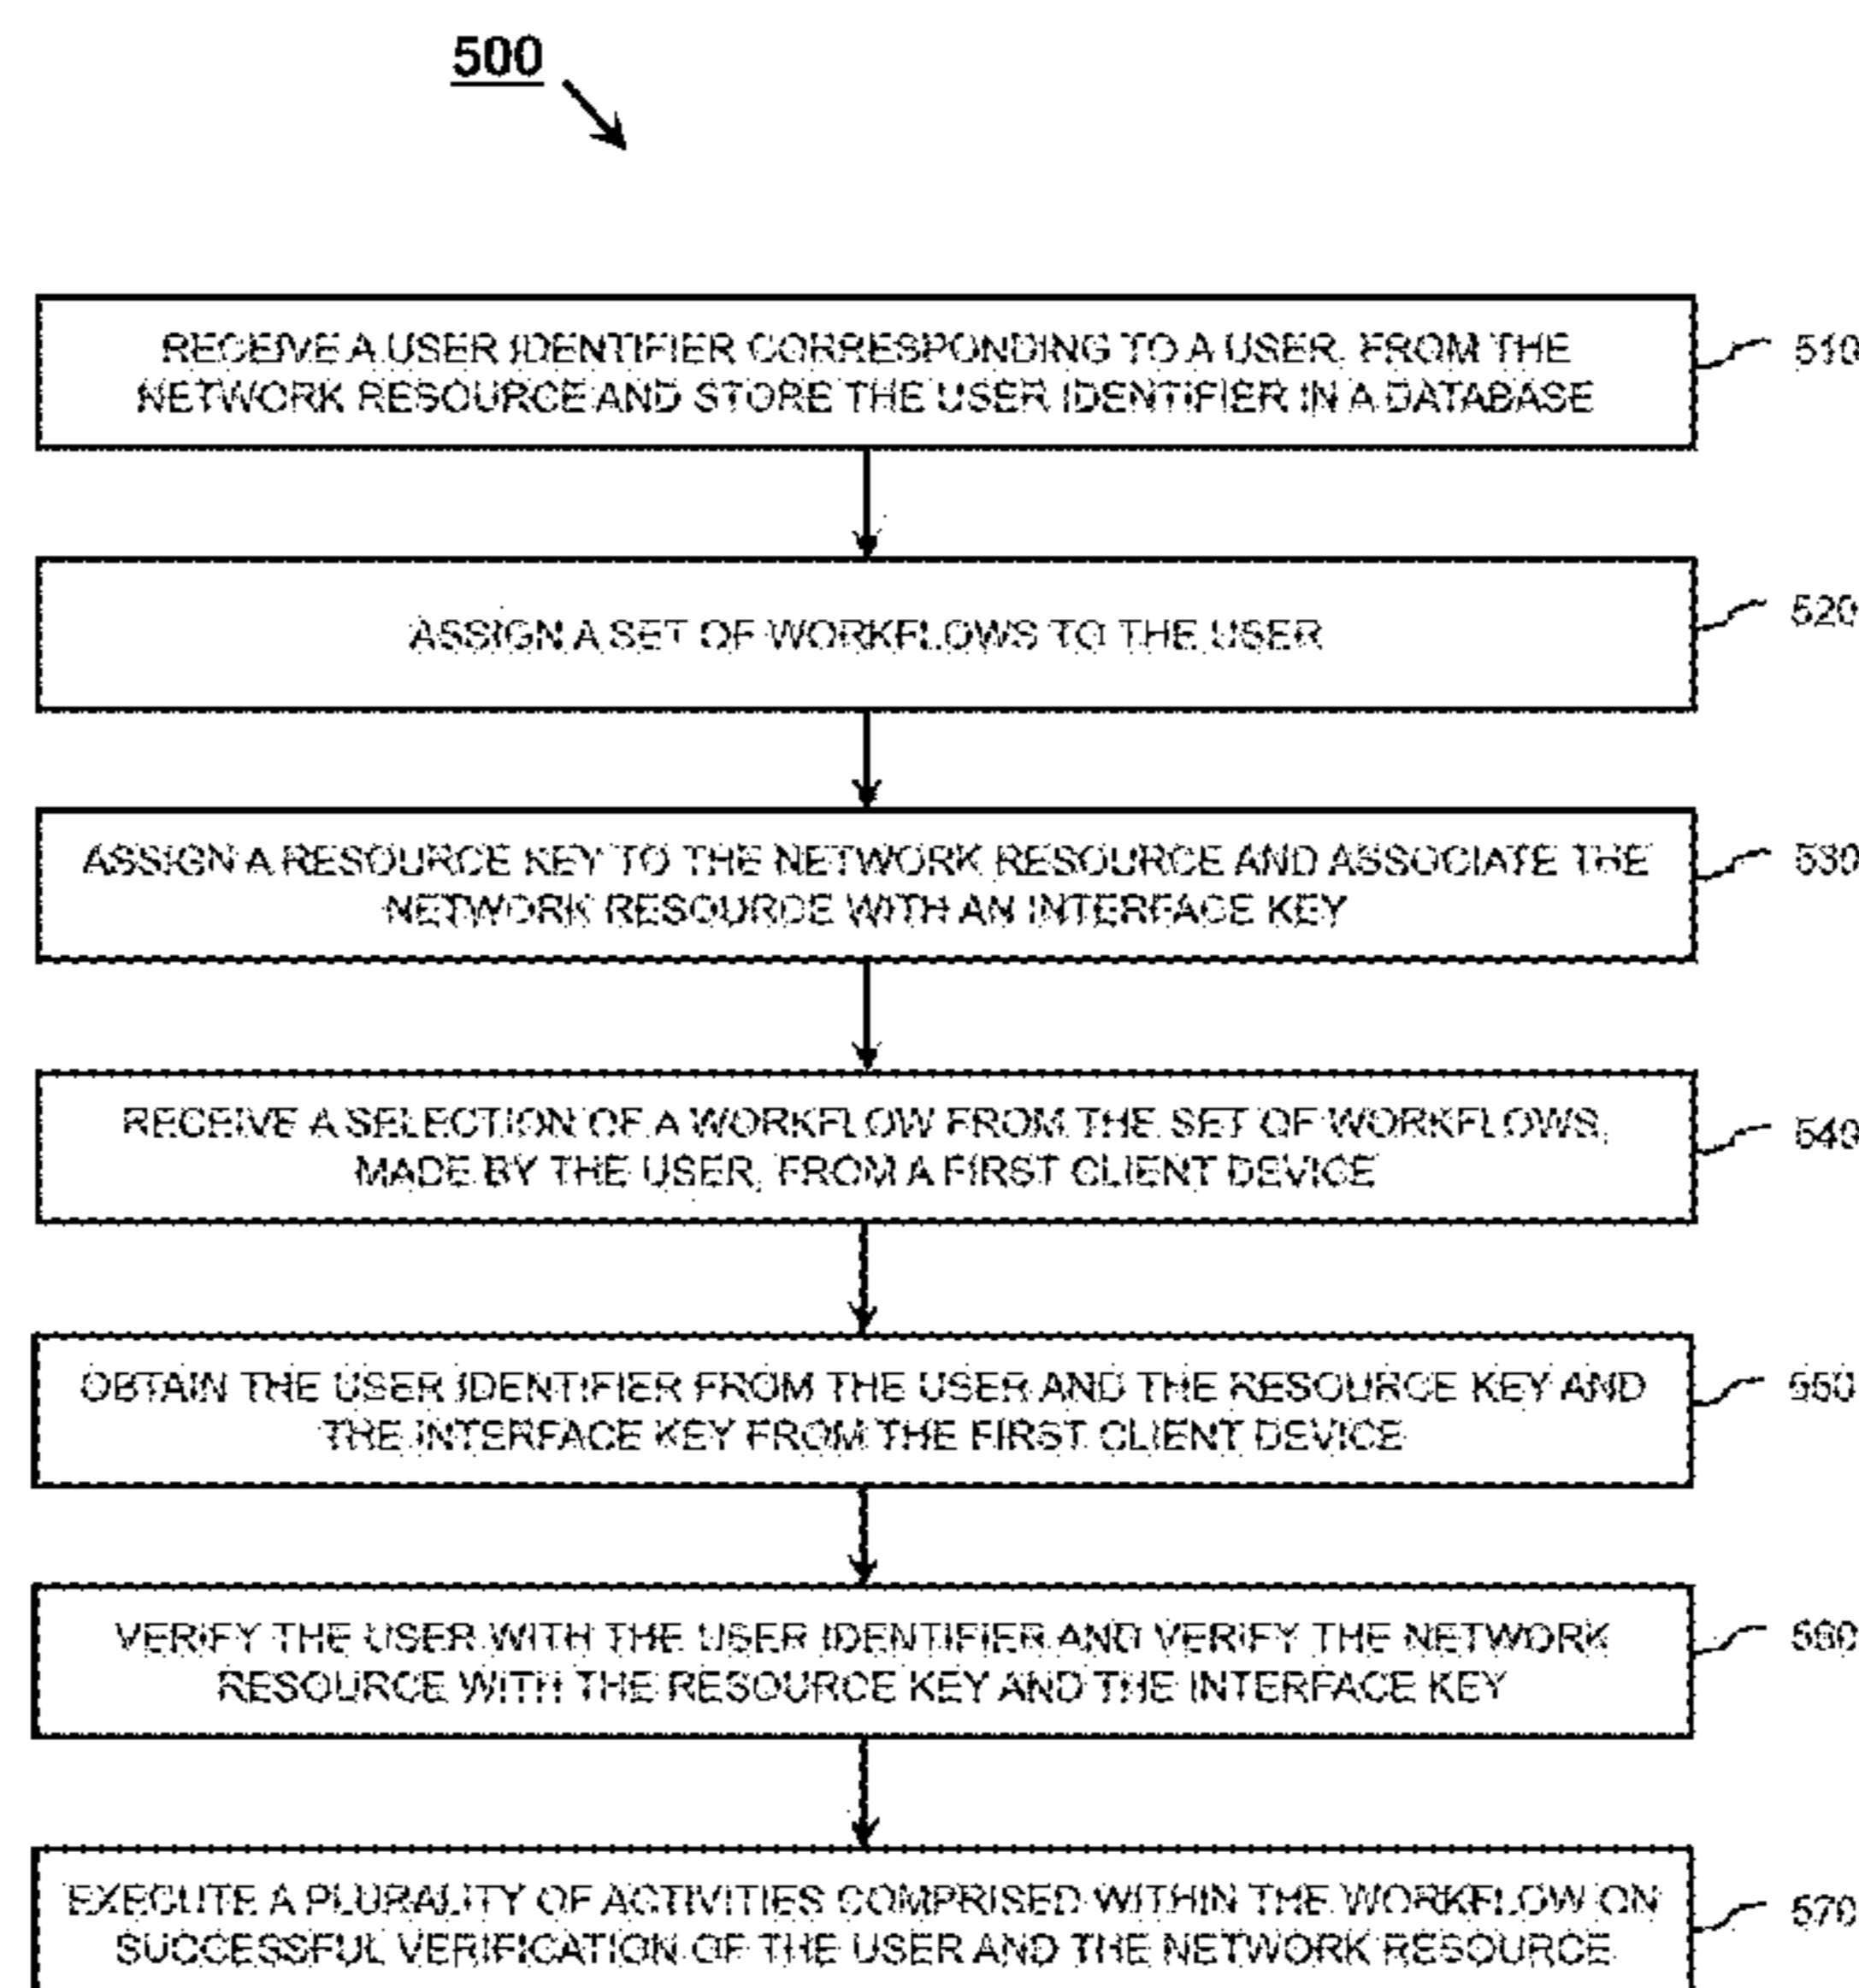 500
RECEIVE A USER IDENTIFIER CORRESPONDING TO A USER, FROM THE
NETWORK RESOURCE AND STORE THE USER IDENTIFIER IN A DATABASE
510
ASSIGN A SET OF WORKFLOWS TO THE USER
520
ASSIGN A RESOURCE KEY TO THE NETWORK RESOURCE AND ASSOCIATE THE
NETWORK RESOURCE WITH AN INTERFACE KEY
530
RECEIVE A SELECTION OF A WORKFLOW FROM THE SET OF WORKFLOWS,
MADE BY THE USER, FROM A FIRST CLIENT DEVICE
540
OBTAIN THE USER IDENTIFIER FROM THE USER AND THE RESOURCE KEY AND
THE INTERFACE KEY FROM THE FIRST CLIENT DEVICE
550
VERIFY THE USER WITH THE USER IDENTIFIER AND VERIFY THE NETWORK
RESOURCE WITH THE RESOURCE KEY AND THE INTERFACE KEY
560
EXECUTE A PLURALITY OF ACTIVITIES COMPRISED WITHIN THE WORKFLOW ON
SUCCESSFUL VERIFICATION OF THE USER AND THE NETWORK RESOURCE
570